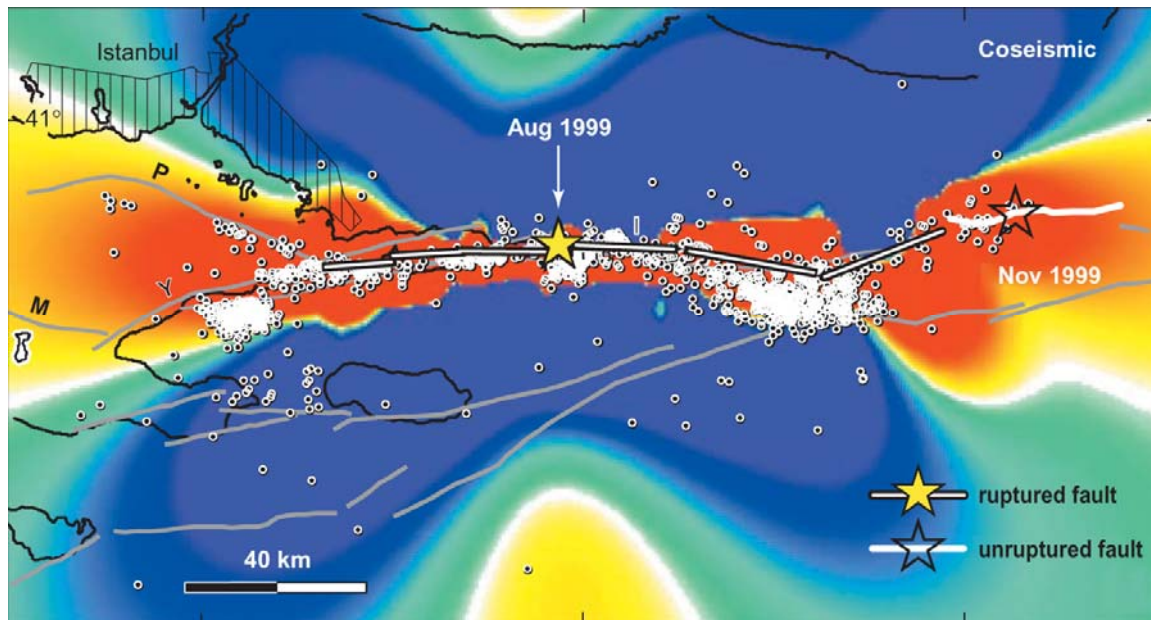 Istanbul
Coseismic
41°
Aug 1999
P
I
Y
M
Nov 1999
ruptured fault
unruptured fault
40 km